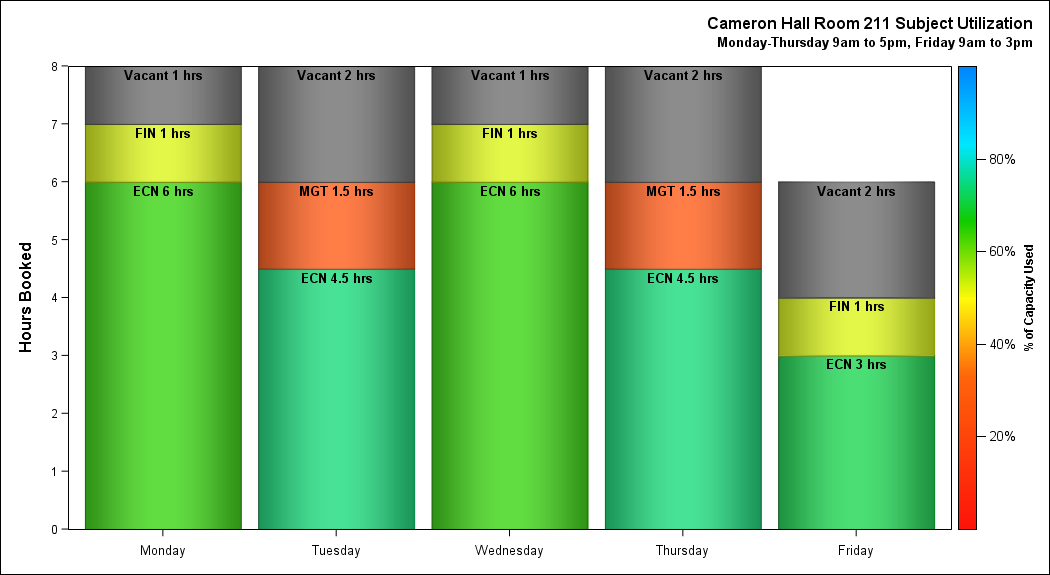 Cameron Hall Room 211 Subject Utilization
Monday-Thursday 9am to 5pm, Friday 9am to 3pm
Hours Booked
8
7
6
5
4
3
2
1
0
Vacant 1 hrs
FIN 1 hrs
ECN 6 hrs
Vacant 2 hrs
MGT 1.5 hrs
ECN 4.5 hrs
Vacant 1 hrs
FIN 1 hrs
ECN 6 hrs
Vacant 2 hrs
MGT 1.5 hrs
ECN 4.5 hrs
Vacant 2 hrs
FIN 1 hrs
ECN 3 hrs
Monday
Tuesday
Wednesday
Thursday
Friday
80%
60%
40%
20%
% of Capacity Used